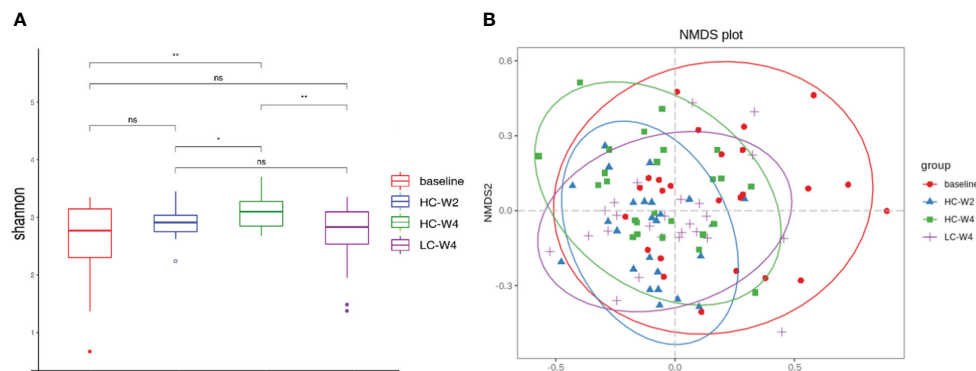 A
shannon
5
4
3
2
1
**
ns
**
ns
*
ns
baseline
HC-W2
HC-W4
LC-W4
B
NMDS plot
NMDS2
0.6
0.3
0.0
-0.3
-0.5
0.0
0.5
group
baseline
HC-W2
HC-W4
LC-W4